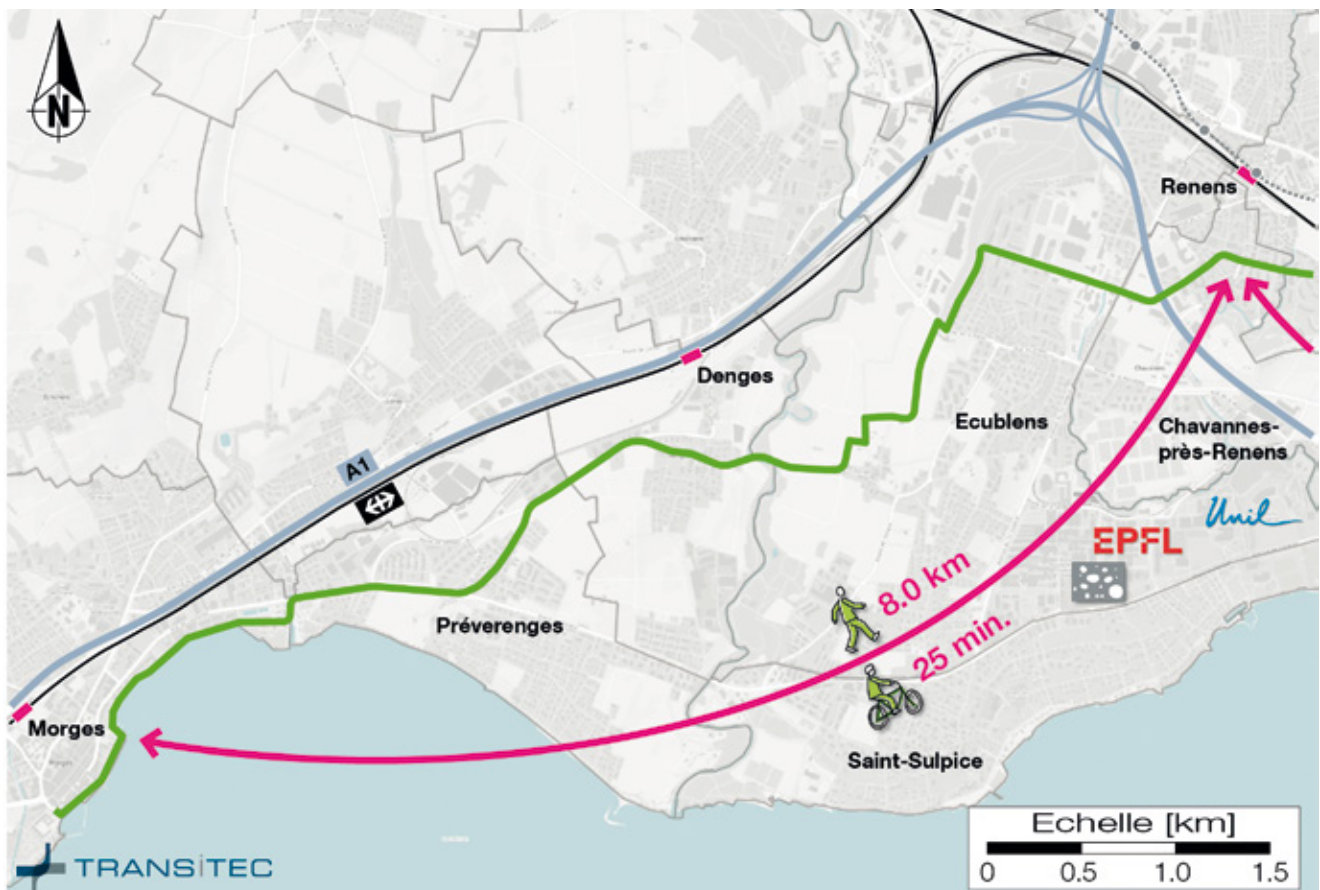 N
Renens
Denges
Ecublens
Chavannes-
près-Renens
A1
Unil
EPFL
8.0 km
25 min.
Préverenges
Morges
Saint-Sulpice
Echelle [km]
0 0.5 1.0 1.5
TRANSiTEC